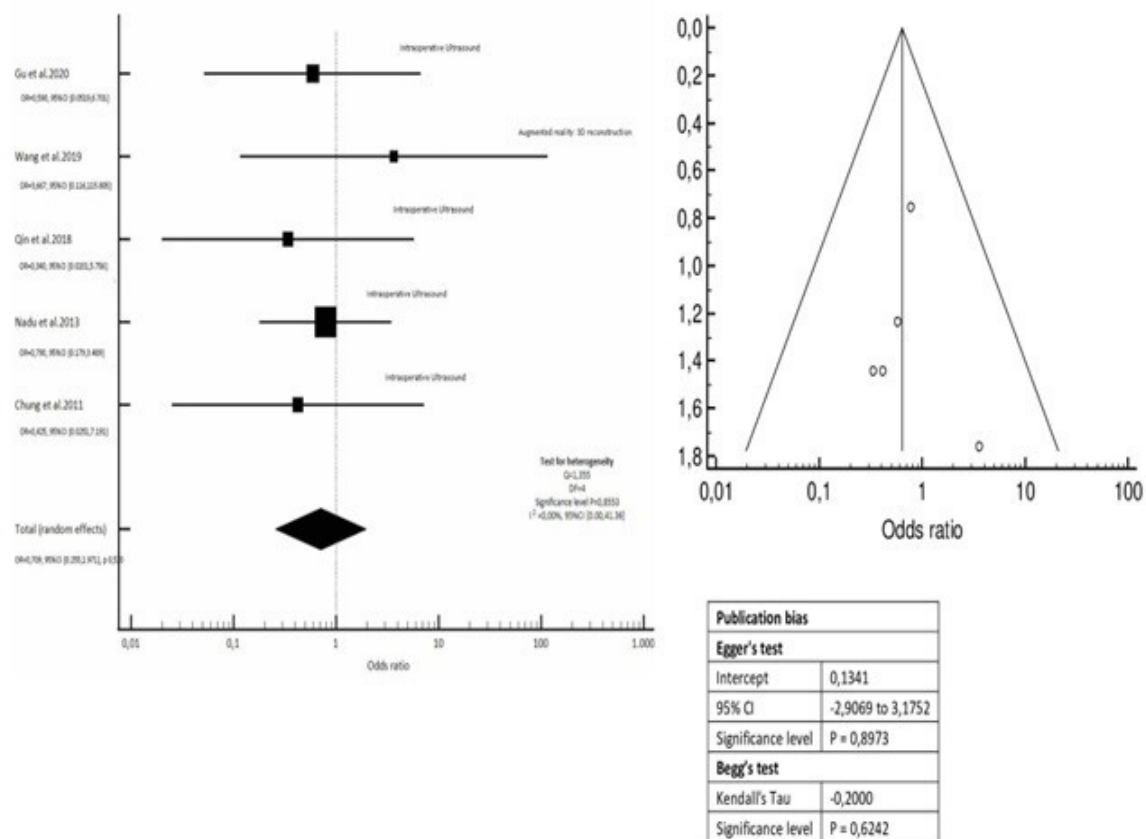 Intraoperative Ultrasound
Gu et al.2020
Augmented reality: 3D reconstruction
Wang et al.2019
Intraoperative Ultrasound
Qin et al.2018
Intraoperative Ultrasound
Nadu et al.2013
Intraoperative Ultrasound
Chung et al.2011
Test for heterogeneity
DF=4
Significance level P=0,8553
Total (random effects)
0,01 0,1 1 10 100 1.000
Odds ratio
0,0
0,2
0,4
0,6
0,8
1,0
1,2
1,4
1,6
1,8
0,01 0,1 1 10 100
Odds ratio
Publication bias
Egger's test
Intercept 0,1341
95% CI -2,9069 to 3,1752
Significance level P = 0,8973
Begg's test
Kendall's Tau -0,2000
Significance level P = 0,6242